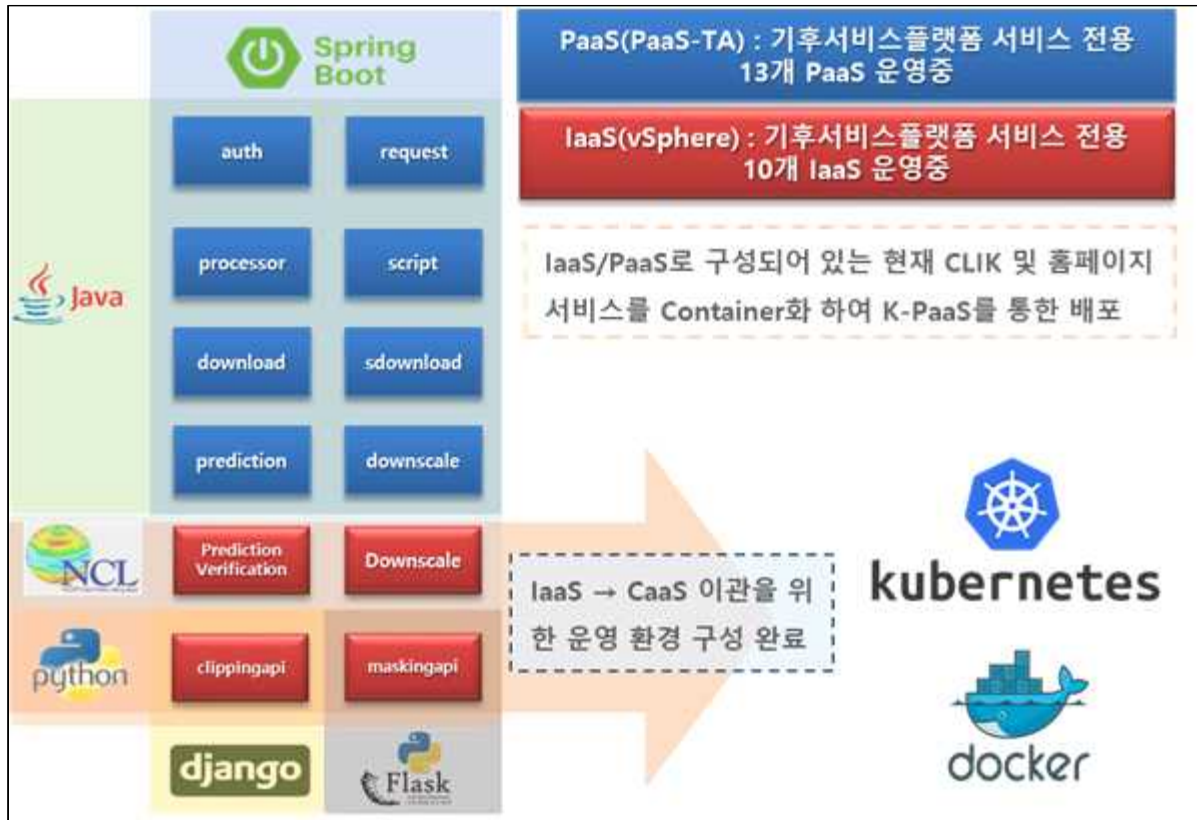 Spring
Boot
PaaS(PaaS-TA) : 기후서비스플랫폼 서비스 전용
13개 PaaS 운영중
IaaS(vSphere) : 기후서비스플랫폼 서비스 전용
10개 IaaS 운영중
auth
request
processor
script
Java
download
sdownload
prediction
downscale
IaaS/PaaS로 구성되어 있는 현재 CLIK 및 홈페이지
서비스를 Container화 하여 K-PaaS를 통한 배포
NCL
Prediction
Verification
Downscale
python
clippingapi
maskingapi
IaaS → CaaS 이관을 위
한 운영 환경 구성 완료
kubernetes
docker
django
Flask